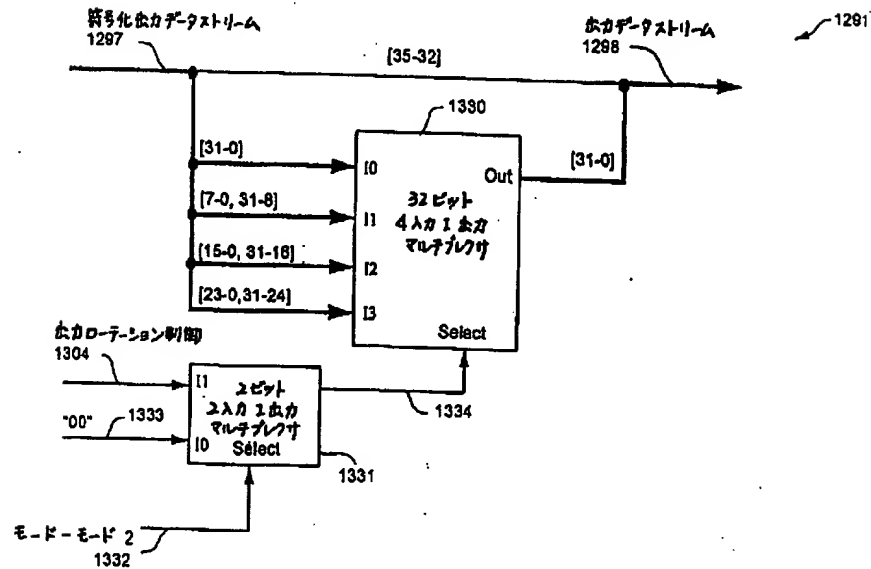 符号化出力データストリーム
1297
[35-32]
出力データストリーム
1298
1291
1330
[31-0]
I0
Out
[31-0]
[7-0, 31-8]
I1
32ビット
4入力1出力
マルチプレクサ
[15-0, 31-16]
I2
[23-0,31-24]
I3
Select
出力ローテーション制御
1304
I1
2ビット
2入力1出力
マルチプレクサ
Select
1334
"00"
1333
I0
1331
モード-モード 2
1332